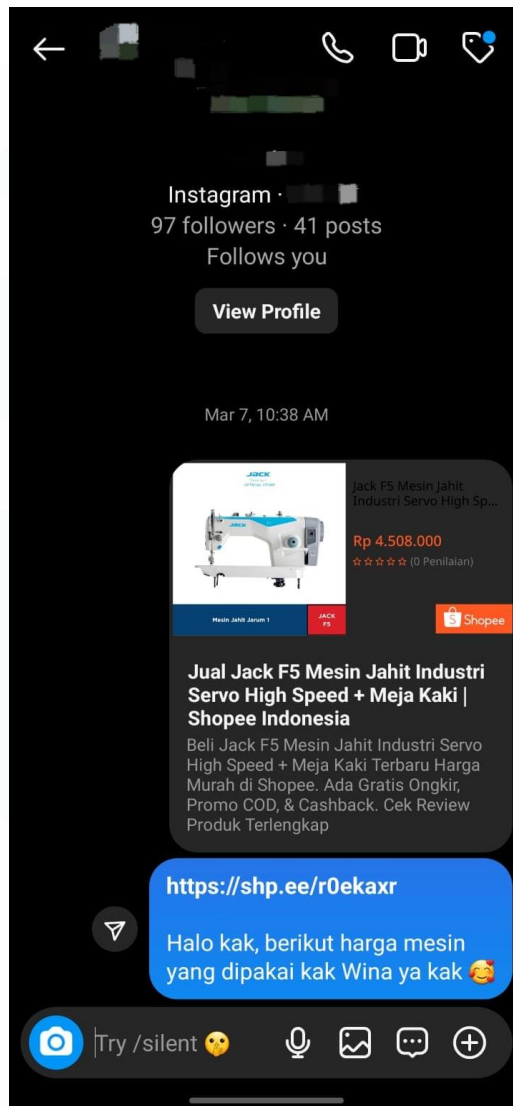 Instagram ·
97 followers · 41 posts
Follows you
View Profile
Mar 7, 10:38 AM
JACK
OFFICIAL STORE
JACK
Mesin Jahit Jarum 1
JACK
F5
Jack F5 Mesin Jahit
Industri Servo High Sp...
Rp 4.508.000
(0 Penilaian)
S Shopee
Jual Jack F5 Mesin Jahit Industri
Servo High Speed + Meja Kaki |
Shopee Indonesia
Beli Jack F5 Mesin Jahit Industri Servo
High Speed + Meja Kaki Terbaru Harga
Murah di Shopee. Ada Gratis Ongkir,
Promo COD, & Cashback. Cek Review
Produk Terlengkap
https://shp.ee/r0ekaxr
Halo kak, berikut harga mesin
yang dipakai kak Wina ya kak 🥰
Try /silent 🤫